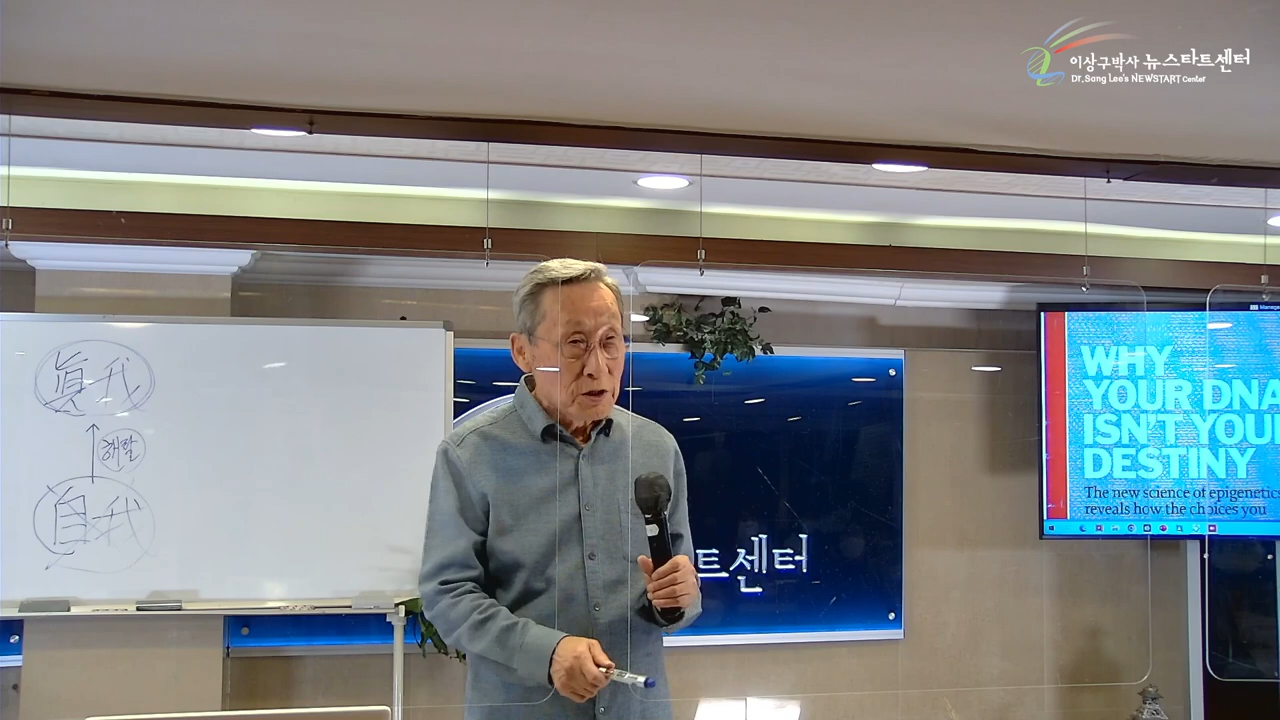 이상구박사 뉴스타트센터
Dr. Sang Lee's NEWSTART Center
眞我
해탈
自我
트센터
WHY
YOUR DNA
ISN'T YOUR
DESTINY
The new science of epigenetics
reveals how the choices you